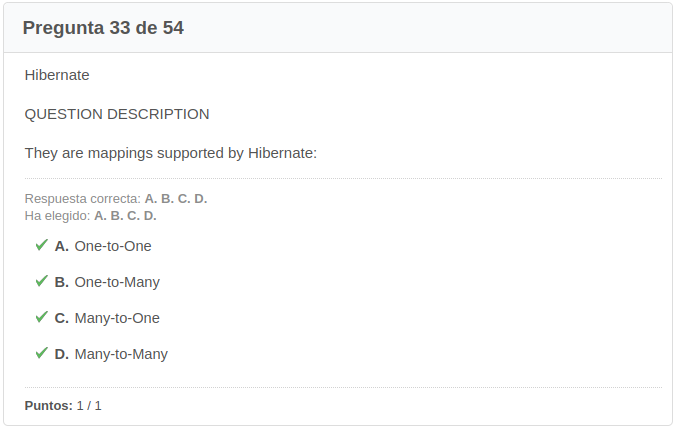 Pregunta 33 de 54
Hibernate
QUESTION DESCRIPTION
They are mappings supported by Hibernate:
Respuesta correcta: A. B. C. D.
Ha elegido: A. B. C. D.
A. One-to-One
B. One-to-Many
C. Many-to-One
D. Many-to-Many
Puntos: 1 / 1